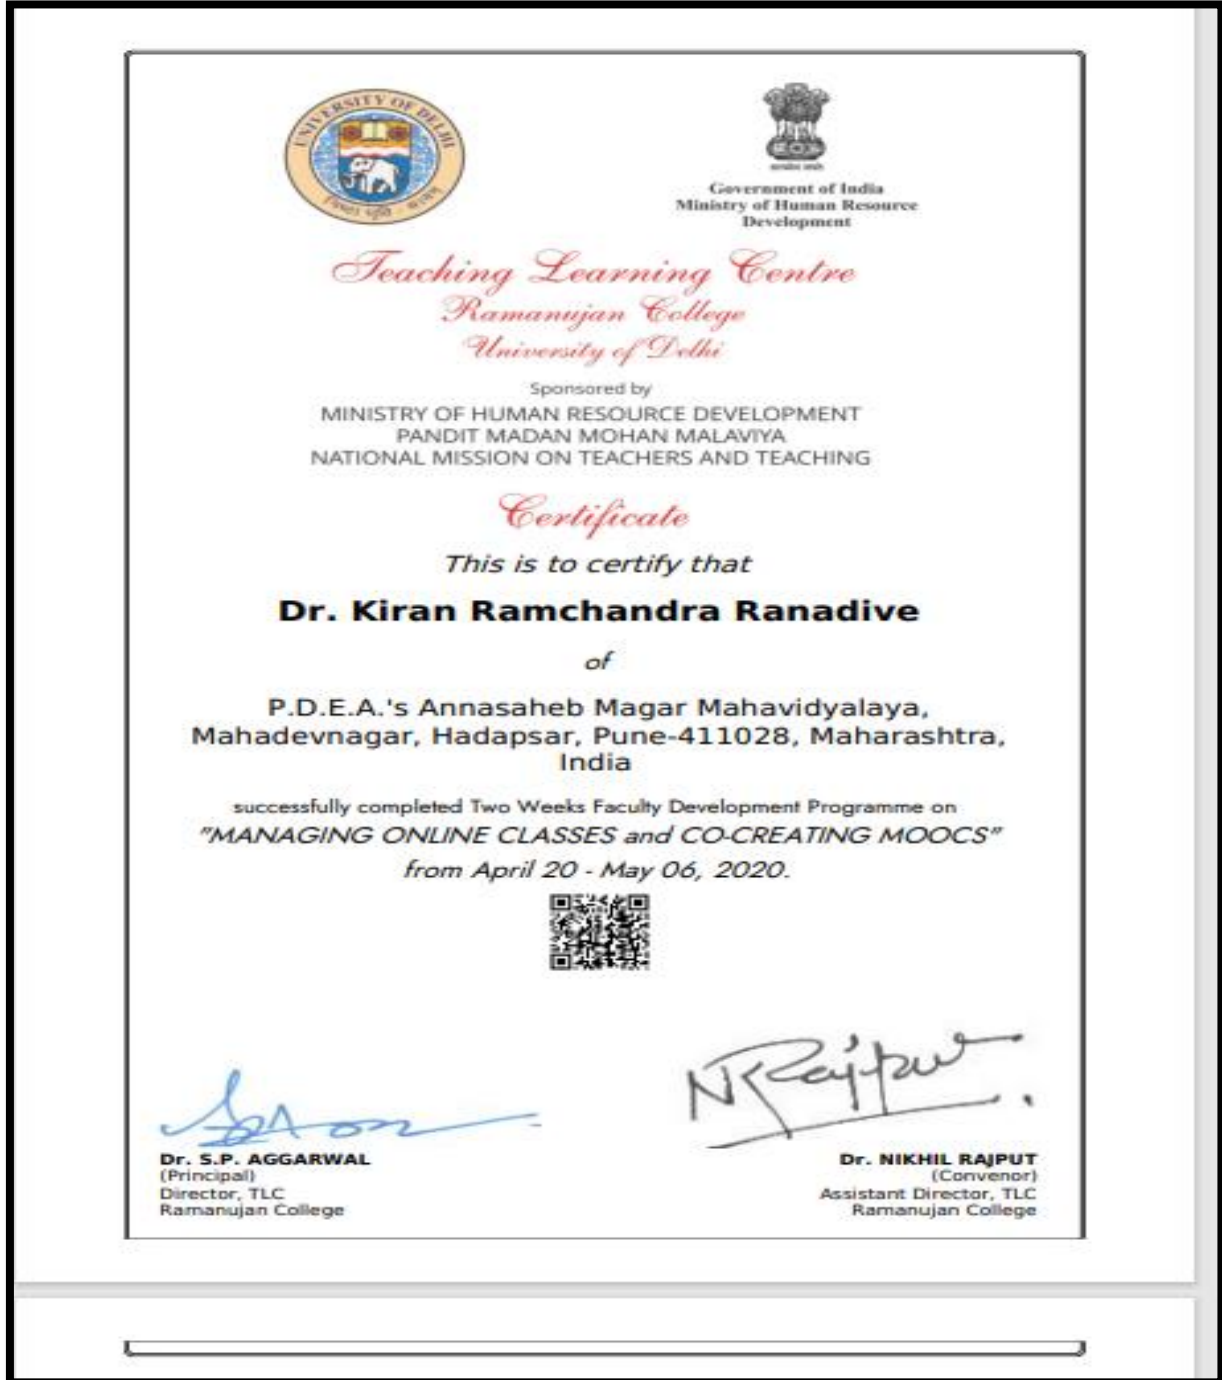 UNIVERSITY OF DELHI
Government of India
Ministry of Human Resource
Development
Teaching Learning Centre
Ramanujan College
University of Delhi
Sponsored by
MINISTRY OF HUMAN RESOURCE DEVELOPMENT
PANDIT MADAN MOHAN MALAVIYA
NATIONAL MISSION ON TEACHERS AND TEACHING
Certificate
This is to certify that
Dr. Kiran Ramchandra Ranadive
of
P.D.E.A.'s Annasaheb Magar Mahavidyalaya,
Mahadevnagar, Hadapsar, Pune-411028, Maharashtra,
India
successfully completed Two Weeks Faculty Development Programme on
"MANAGING ONLINE CLASSES and CO-CREATING MOOCS"
from April 20 - May 06, 2020.
NRajput
Dr. S.P. AGGARWAL
(Principal)
Director, TLC
Ramanujan College
Dr. NIKHIL RAJPUT
(Convenor)
Assistant Director, TLC
Ramanujan College